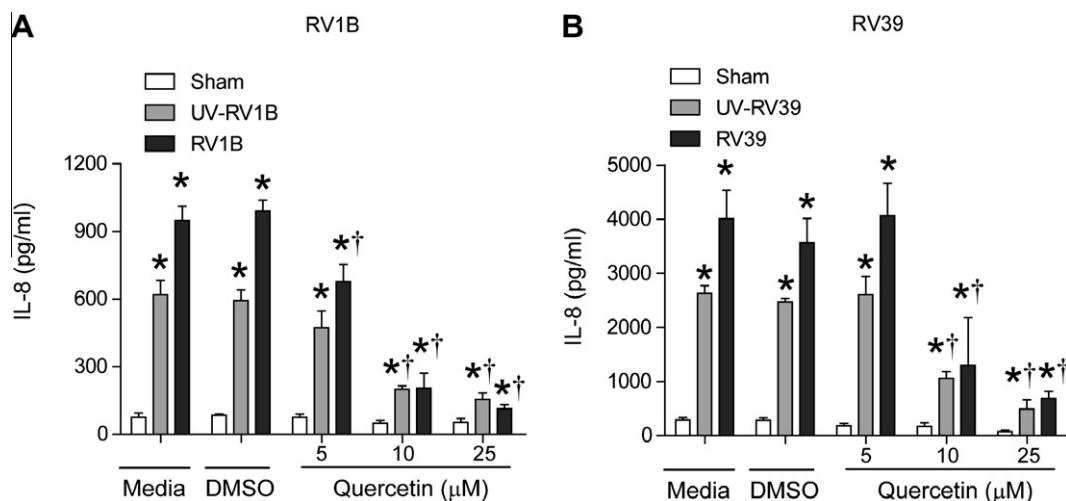 A
RV1B
Sham
UV-RV1B
RV1B
IL-8 (pg/ml)
1200
900
600
300
0
*
*
*
*
*
*†
*†
*†
*†
*†
5
10
25
Media
DMSO
Quercetin (μM)
B
RV39
Sham
UV-RV39
RV39
IL-8 (pg/ml)
5000
4000
3000
2000
1000
0
*
*
*
*
*
*
*†
*†
*†
*†
5
10
25
Media
DMSO
Quercetin (μM)